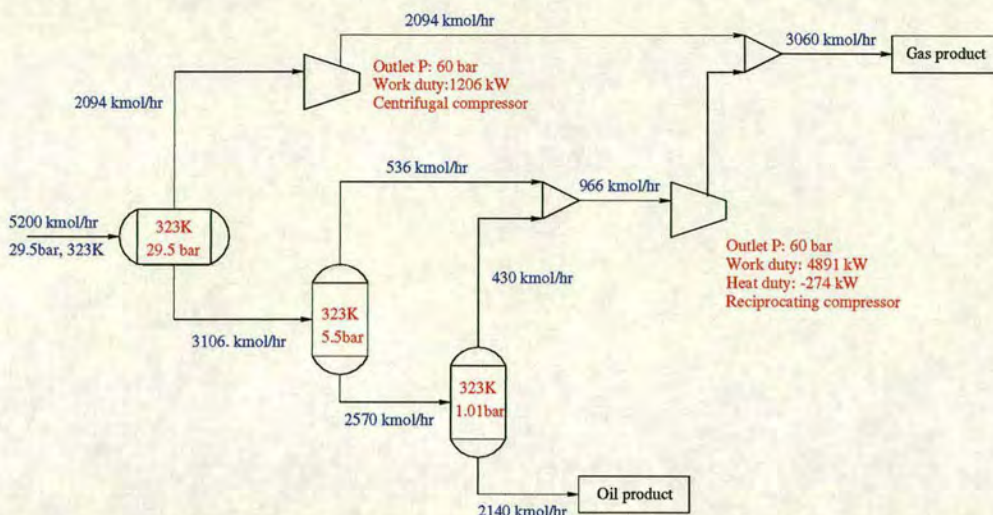 2094 kmol/hr
3060 kmol/hr
Gas product
Outlet P: 60 bar
Work duty:1206 kW
Centrifugal compressor
2094 kmol/hr
536 kmol/hr
966 kmol/hr
5200 kmol/hr
29.5bar, 323K
323K
29.5 bar
Outlet P: 60 bar
Work duty: 4891 kW
Heat duty: -274 kW
Reciprocating compressor
430 kmol/hr
323K
5.5bar
3106. kmol/hr
323K
1.01bar
2570 kmol/hr
Oil product
2140 kmol/hr